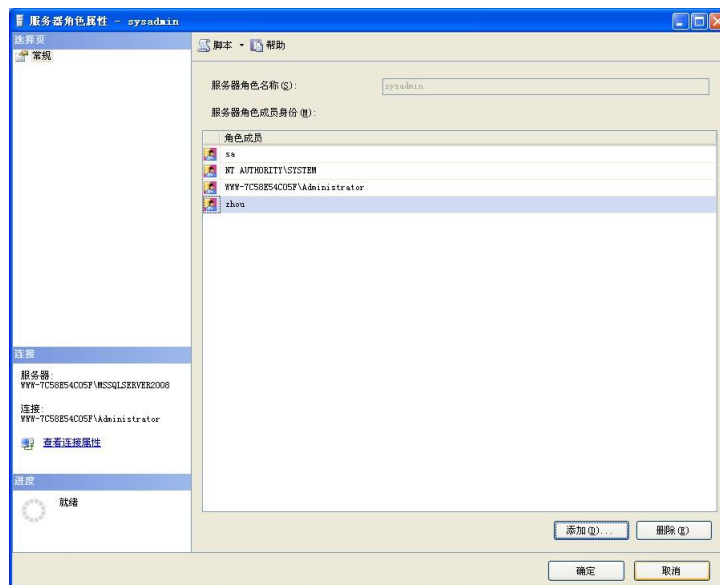 服务器角色属性 - sysadmin
选择页
常规
脚本 帮助
服务器角色名称(S):
sysadmin
服务器角色成员身份(M):
角色成员
sa
NT AUTHORITY\SYSTEM
WWW-7C58E54C05F\Administrator
zhou
连接
服务器:
WWW-7C58E54C05F\MSSQLSERVER2008
连接:
WWW-7C58E54C05F\Administrator
查看连接属性
进度
就绪
添加(D)... 删除(E)
确定 取消